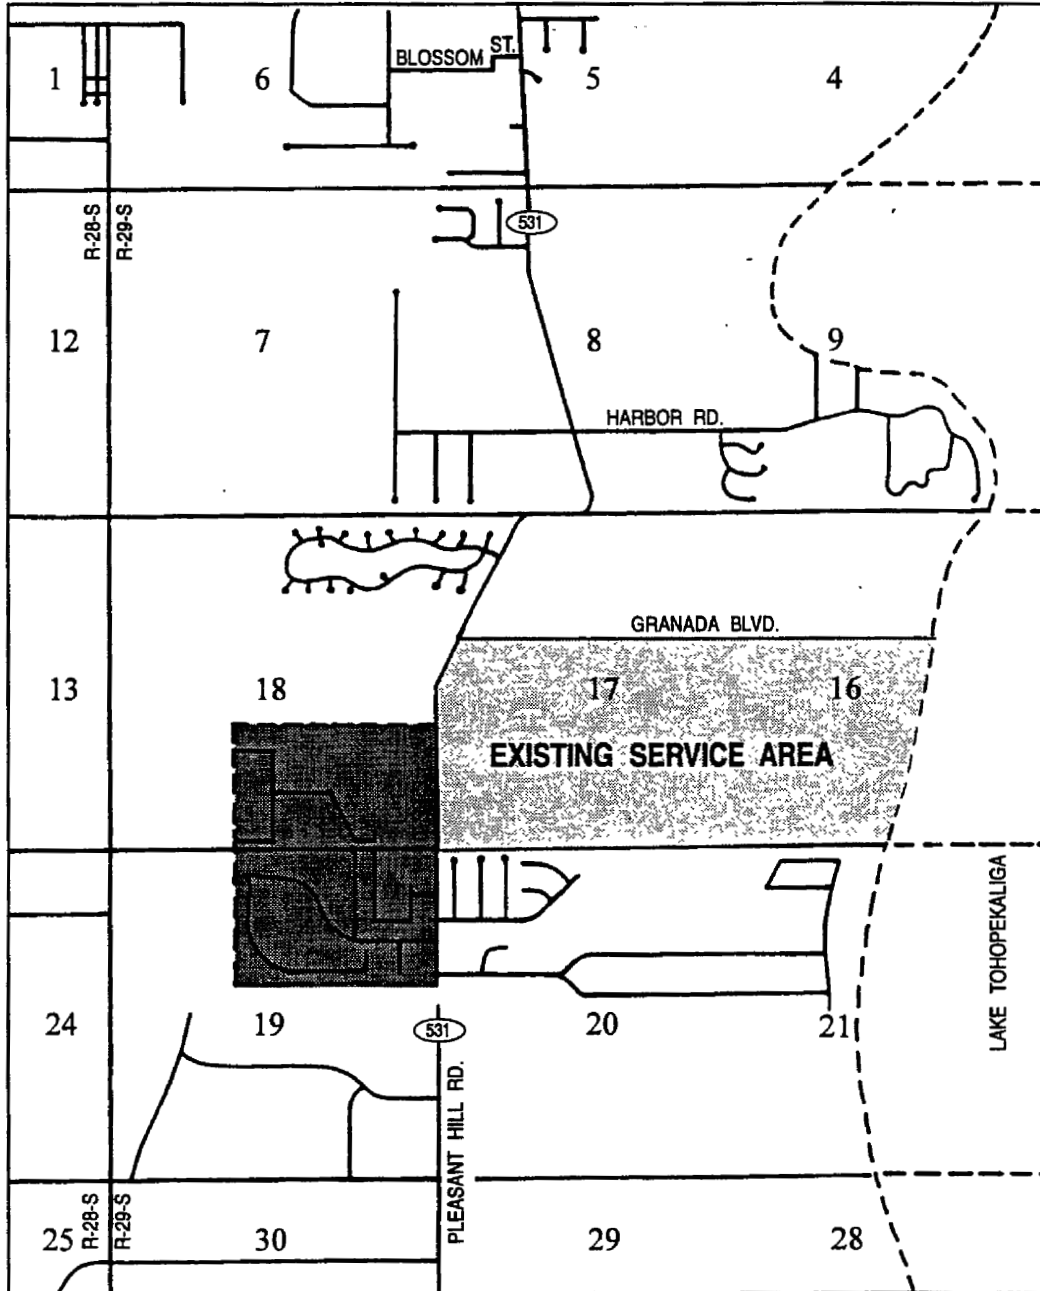 ST.
BLOSSOM
1
6
5
4
R-28-S
R-29-S
531
12
7
8
9
HARBOR RD.
GRANADA BLVD.
13
18
17
16
EXISTING SERVICE AREA
LAKE TOHOPEKALIGA
24
19
531
20
21
PLEASANT HILL RD.
R-28-S
R-29-S
25
30
29
28